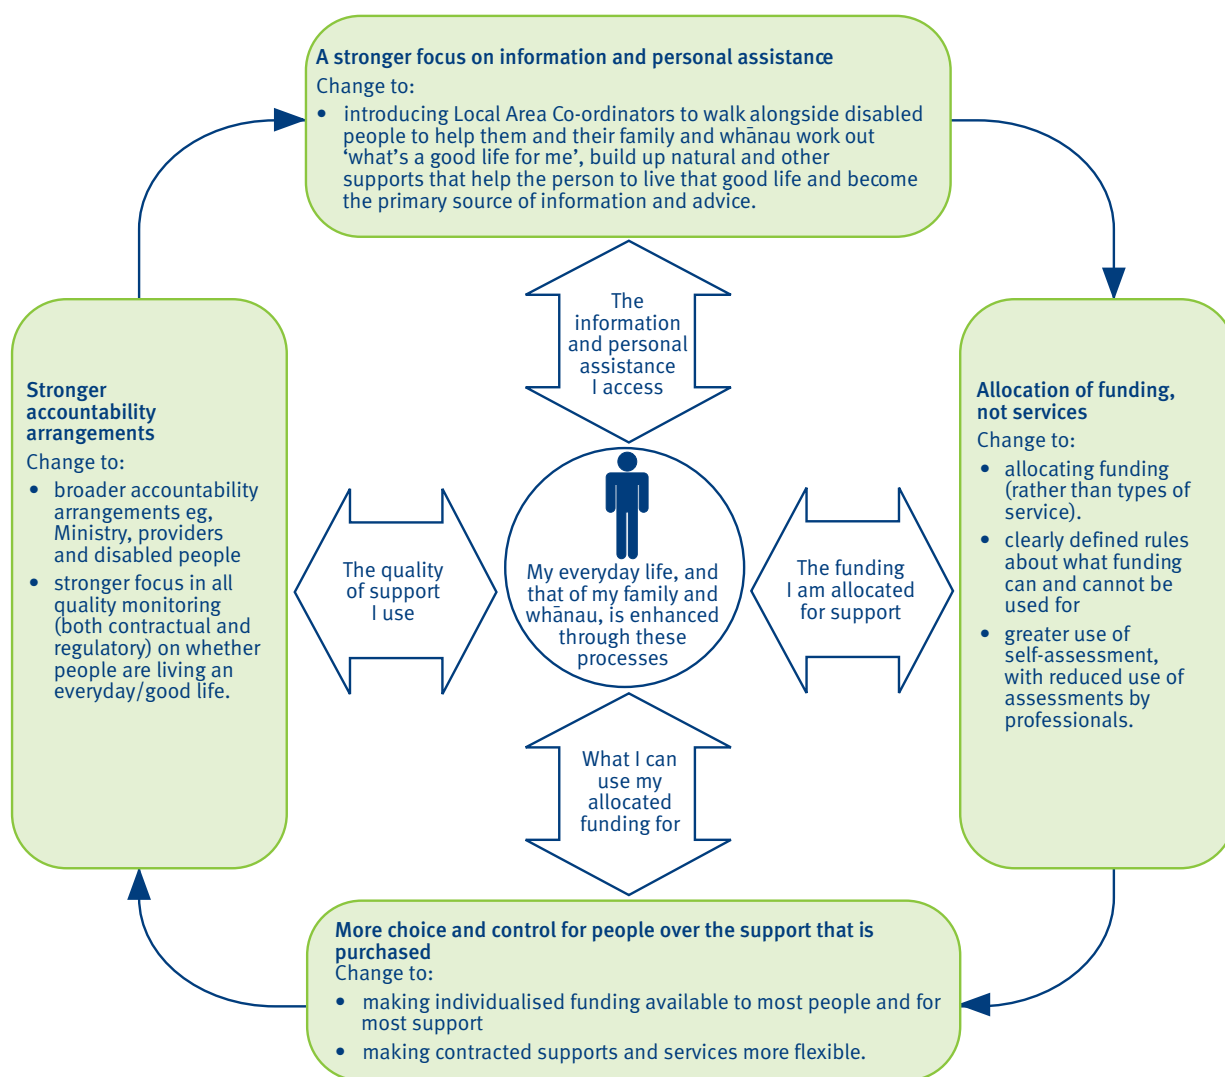 A stronger focus on information and personal assistance
Change to:
• introducing Local Area Co-ordinators to walk alongside disabled
people to help them and their family and whānau work out
‘what’s a good life for me’, build up natural and other
supports that help the person to live that good life and become
the primary source of information and advice.
The
information
and personal
assistance
I access
Stronger
accountability
arrangements
Change to:
• broader accountability
arrangements eg,
Ministry, providers
and disabled people
• stronger focus in all
quality monitoring
(both contractual and
regulatory) on whether
people are living an
everyday/good life.
The quality
of support
I use
My everyday life, and
that of my family and
whānau, is enhanced
through these
processes
The funding
I am allocated
for support
Allocation of funding,
not services
Change to:
• allocating funding
(rather than types of
service).
• clearly defined rules
about what funding
can and cannot be
used for
• greater use of
self-assessment,
with reduced use of
assessments by
professionals.
What I can
use my
allocated
funding for
More choice and control for people over the support that is
purchased
Change to:
• making individualised funding available to most people and for
most support
• making contracted supports and services more flexible.